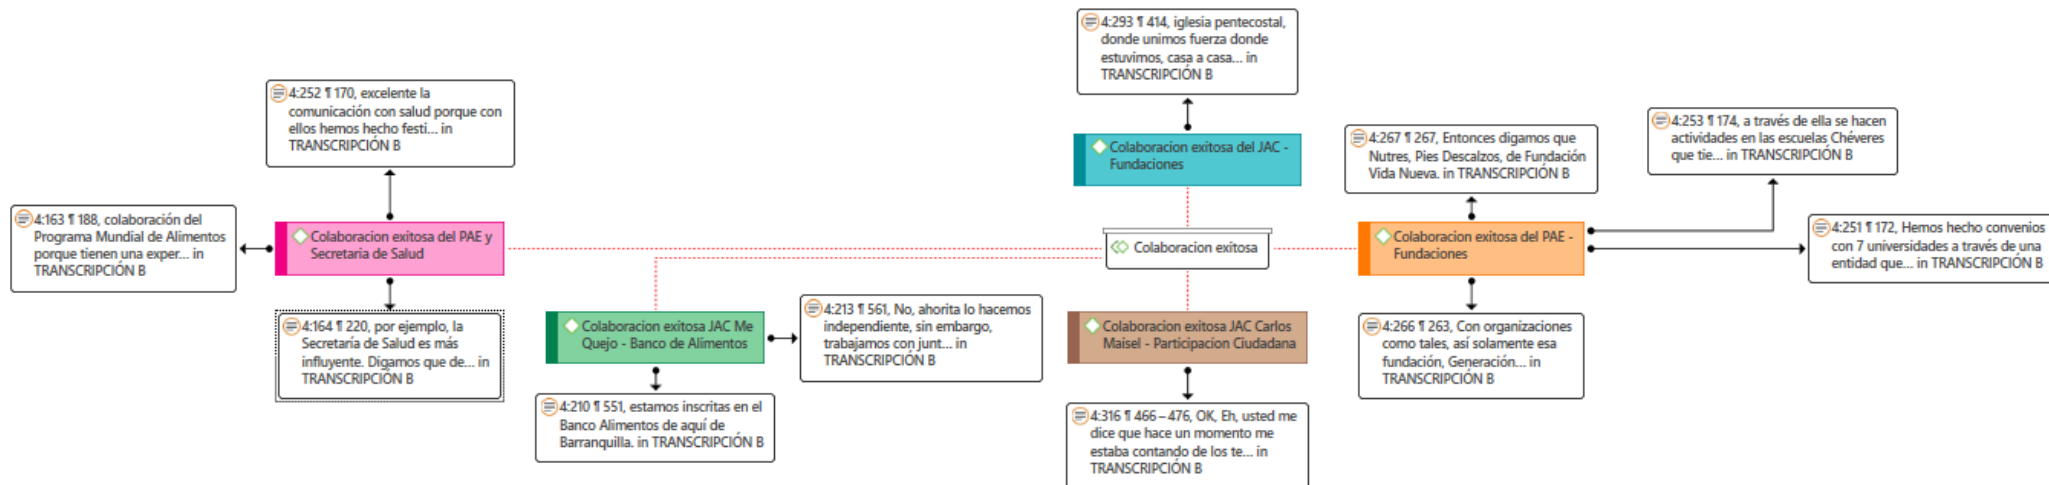 4:293 ¶ 414, iglesia pentecostal,
donde unimos fuerza donde
estuvimos, casa a casa... in
TRANSCRIPCIÓN B
4:252 ¶ 170, excelente la
comunicación con salud porque con
ellos hemos hecho festi... in
TRANSCRIPCIÓN B
4:253 ¶ 174, a través de ella se hacen
actividades en las escuelas Chéveres
que tie... in TRANSCRIPCIÓN B
4:267 ¶ 267, Entonces digamos que
Nutres, Pies Descalzos, de Fundación
Vida Nueva. in TRANSCRIPCIÓN B
Colaboracion exitosa del JAC -
Fundaciones
4:163 ¶ 188, colaboración del
Programa Mundial de Alimentos
porque tienen una exper... in
TRANSCRIPCIÓN B
Colaboracion exitosa del PAE y
Secretaria de Salud
Colaboracion exitosa
Colaboracion exitosa del PAE -
Fundaciones
4:251 ¶ 172, Hemos hecho convenios
con 7 universidades a través de una
entidad que... in TRANSCRIPCIÓN B
4:164 ¶ 220, por ejemplo, la
Secretaría de Salud es más
influyente. Digamos que de... in
TRANSCRIPCIÓN B
Colaboracion exitosa JAC Me
Quejo - Banco de Alimentos
4:213 ¶ 561, No, ahorita lo hacemos
independiente, sin embargo,
trabajamos con junt... in
TRANSCRIPCIÓN B
Colaboracion exitosa JAC Carlos
Maisel - Participacion Ciudadana
4:266 ¶ 263, Con organizaciones
como tales, así solamente esa
fundación, Generación... in
TRANSCRIPCIÓN B
4:210 ¶ 551, estamos inscritas en el
Banco Alimentos de aquí de
Barranquilla. in TRANSCRIPCIÓN B
4:316 ¶ 466 – 476, OK, Eh, usted me
dice que hace un momento me
estaba contando de los te... in
TRANSCRIPCIÓN B